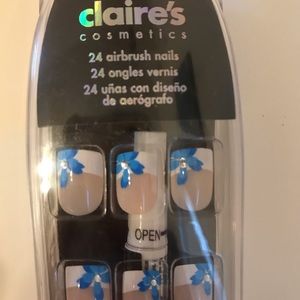 claire's
cosmetics
24 airbrush nails
24 ongles vernis
24 uñas con diseño
de aerógrafo
OPEN